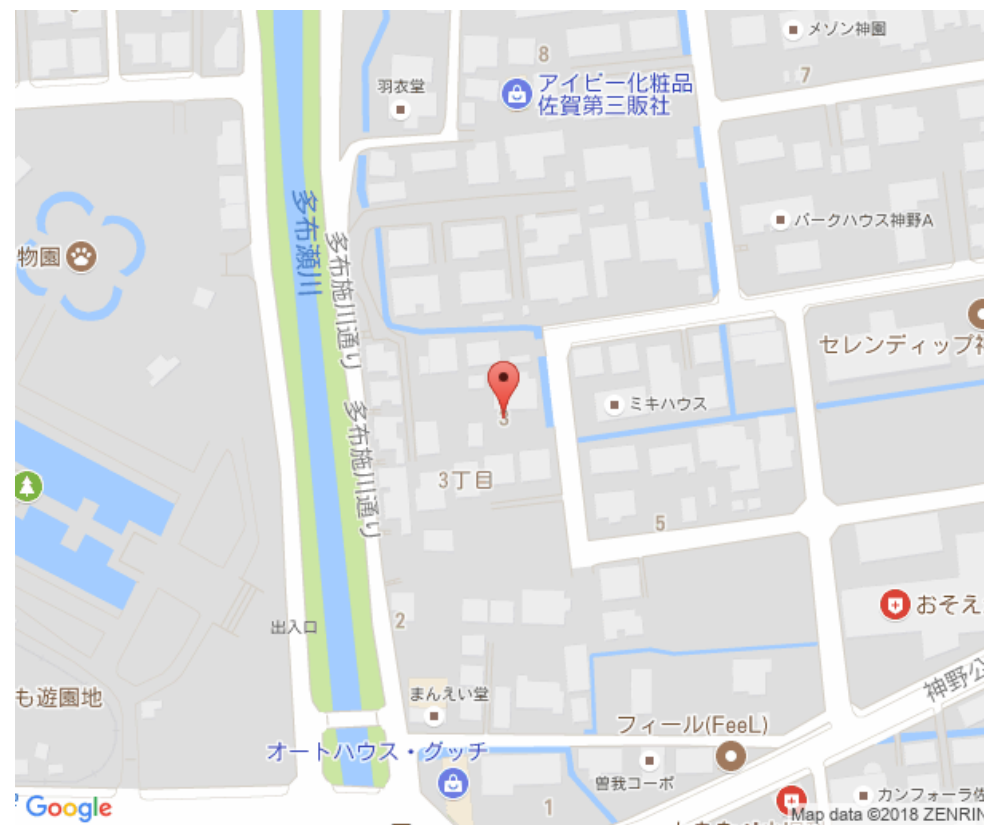 メゾン神園
8
7
羽衣堂
アイビー化粧品
佐賀第三販社
パークハウス神野A
多布瀬川
多布施川通り
物園
セレンディップ神
ミキハウス
3
多布施川通り
3丁目
5
おそえ
2
出入口
神野公
も遊園地
まんえい堂
フィール(FeeL)
オートハウス・グッチ
曽我コーポ
1
カンフォーラ佐
Google
Map data ©2018 ZENRIN